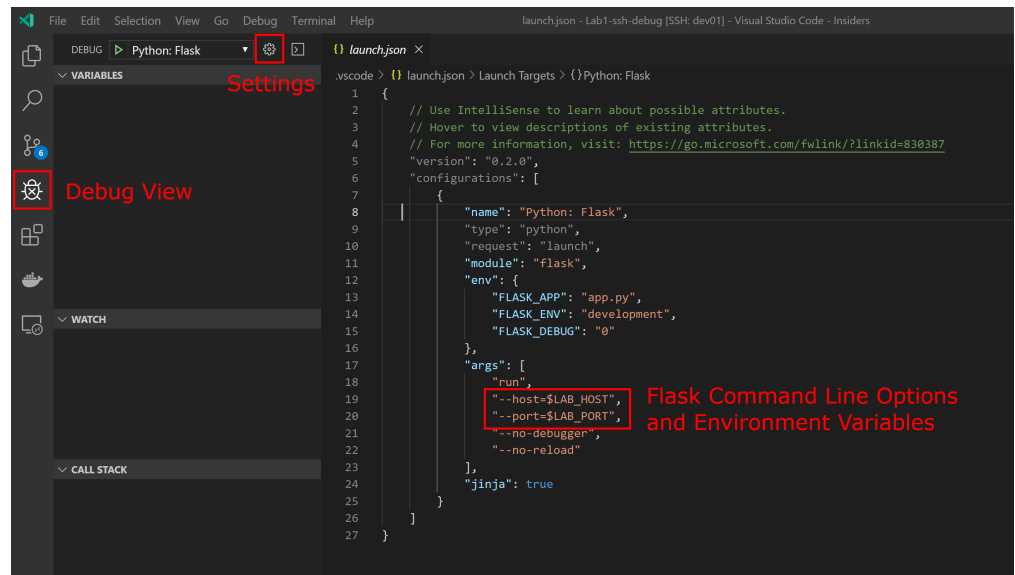 File Edit Selection View Go Debug Terminal Help launch.json - Lab1-ssh-debug [SSH: dev01] - Visual Studio Code - Insiders
DEBUG Python: Flask
{} launch.json ×
Settings
VARIABLES
.vscode > {} launch.json > Launch Targets > {} Python: Flask
1 {
2 // Use IntelliSense to learn about possible attributes.
3 // Hover to view descriptions of existing attributes.
4 // For more information, visit: https://go.microsoft.com/fwlink/?linkid=830387
5 "version": "0.2.0",
6 "configurations": [
7 {
8 "name": "Python: Flask",
9 "type": "python",
10 "request": "launch",
11 "module": "flask",
12 "env": {
13 "FLASK_APP": "app.py",
14 "FLASK_ENV": "development",
15 "FLASK_DEBUG": "0"
16 },
17 "args": [
18 "run",
19 "--host=$LAB_HOST",
20 "--port=$LAB_PORT",
21 "--no-debugger",
22 "--no-reload"
23 ],
24 "jinja": true
25 }
26 ]
27 }
6
Debug View
WATCH
CALL STACK
Flask Command Line Options
and Environment Variables